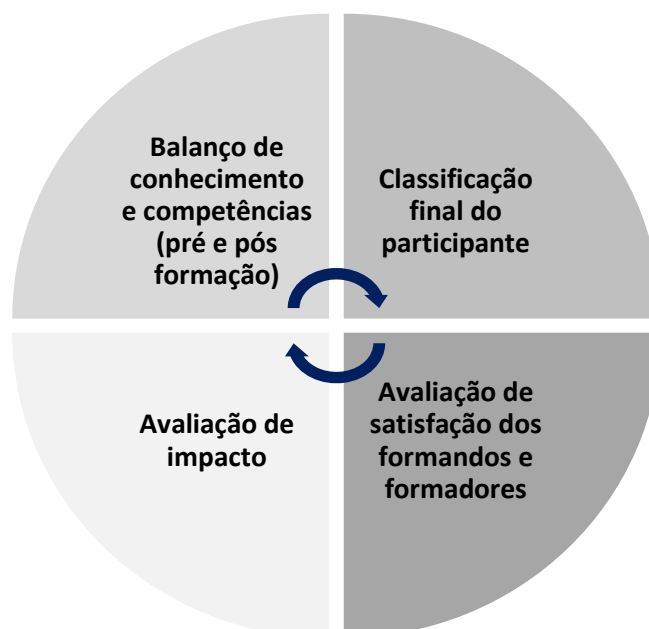 Balanço de
conhecimento
e competências
(pré e pós
formação)
Classificação
final do
participante
Avaliação de
impacto
Avaliação de
satisfação dos
formandos e
formadores